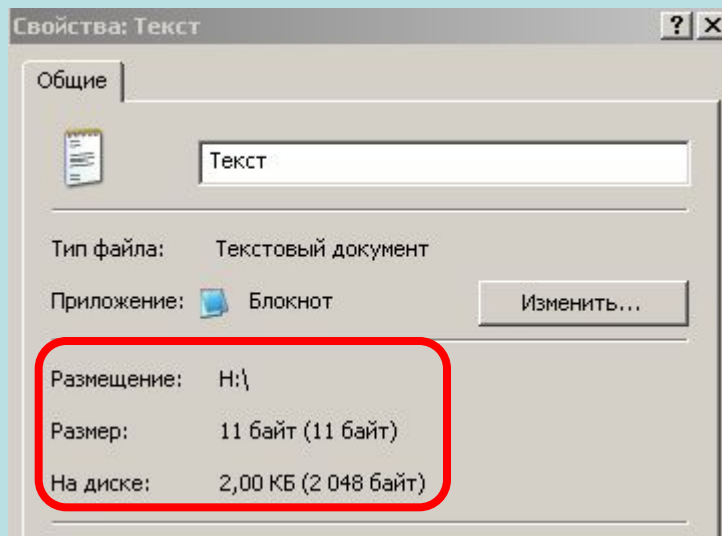 Свойства: Текст
Общие
Текст
Тип файла: Текстовый документ
Приложение: Блокнот Изменить...
Размещение: H:\
Размер: 11 байт (11 байт)
На диске: 2,00 КБ (2 048 байт)